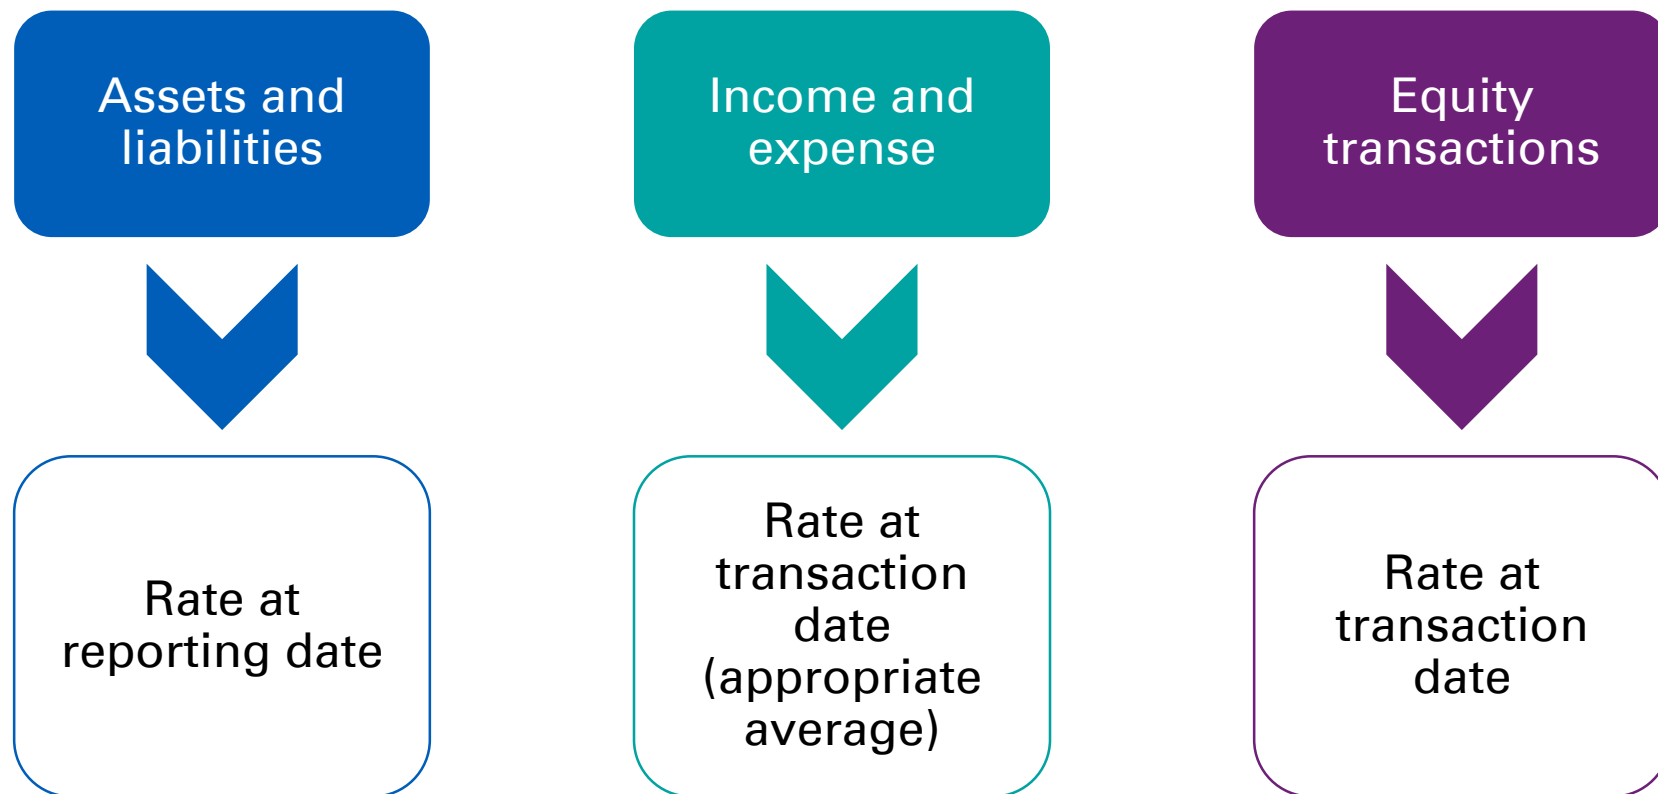 Assets and
liabilities
Income and
expense
Equity
transactions
Rate at
reporting date
Rate at
transaction
date
(appropriate
average)
Rate at
transaction
date